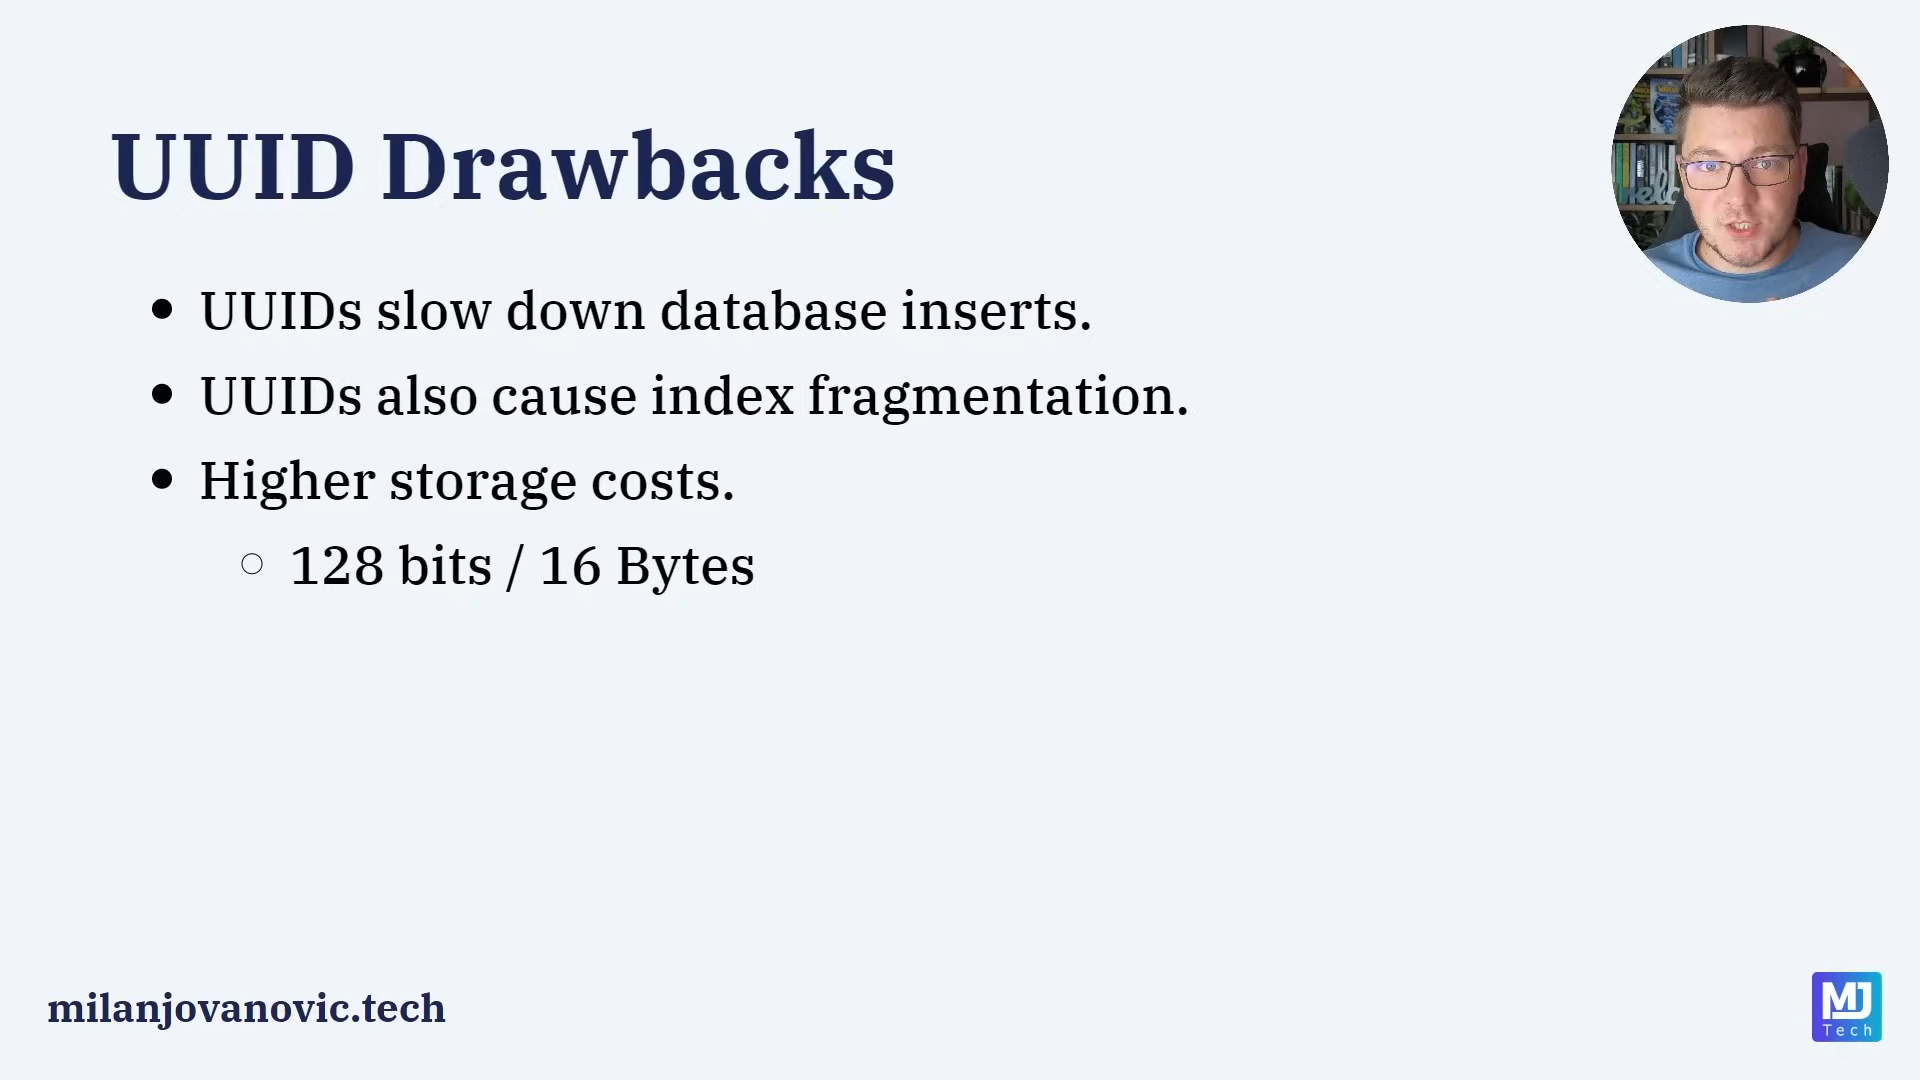 UUID Drawbacks
UUIDs slow down database inserts.
UUIDs also cause index fragmentation.
Higher storage costs.
128 bits / 16 Bytes
milanjovanovic.tech
MJ
Tech